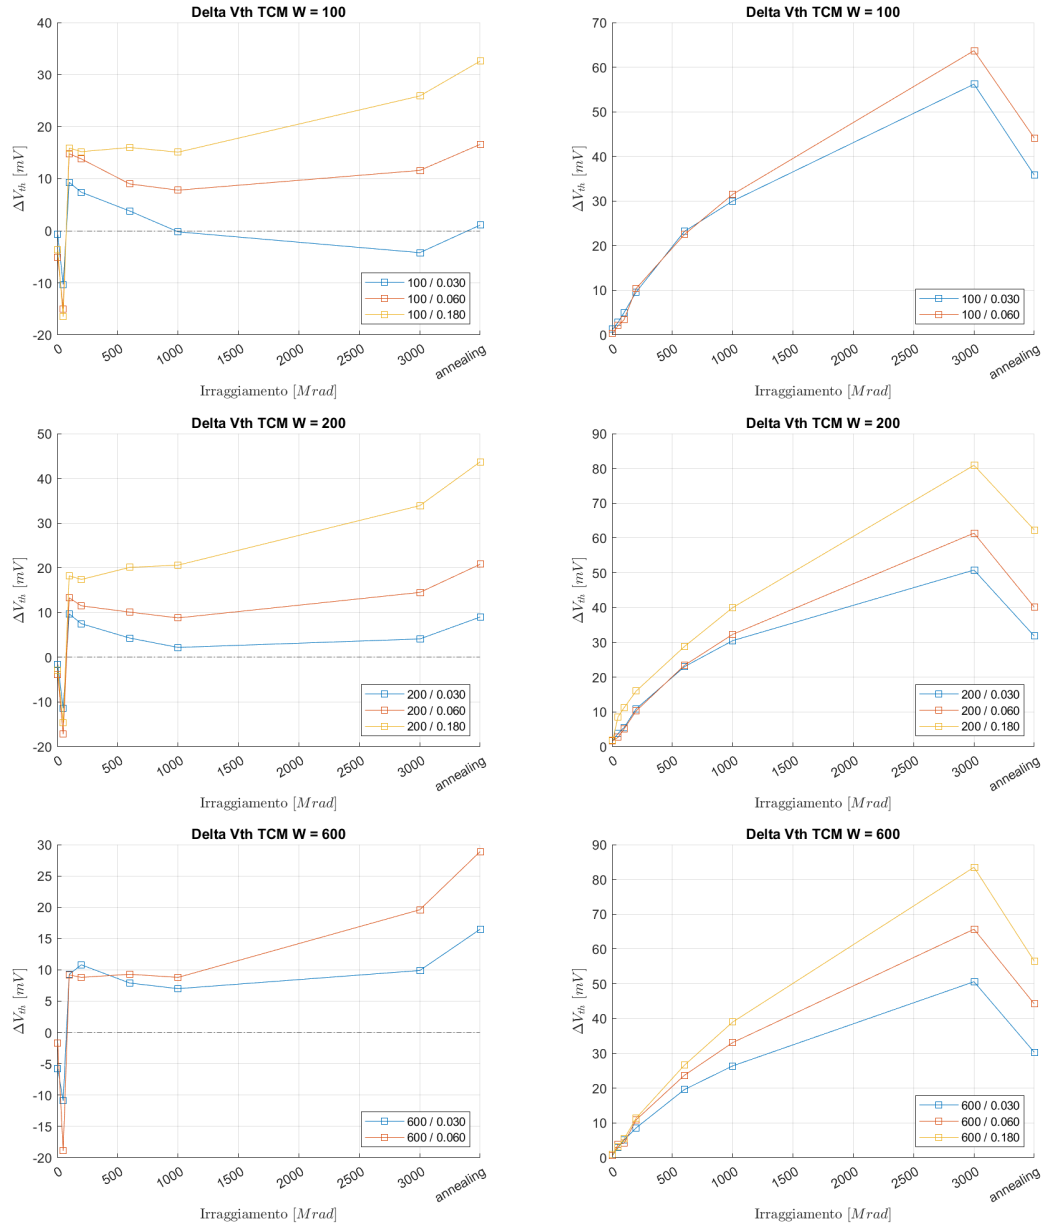 Delta Vth TCM W = 100
40
30
20
10
0
-10
-20
ΔV_th [mV]
0 500 1000 1500 2000 2500 3000 annealing
Irraggiamento [Mrad]
100 / 0.030
100 / 0.060
100 / 0.180
Delta Vth TCM W = 100
70
60
50
40
30
20
10
0
ΔV_th [mV]
0 500 1000 1500 2000 2500 3000 annealing
Irraggiamento [Mrad]
100 / 0.030
100 / 0.060
Delta Vth TCM W = 200
50
40
30
20
10
0
-10
-20
ΔV_th [mV]
0 500 1000 1500 2000 2500 3000 annealing
Irraggiamento [Mrad]
200 / 0.030
200 / 0.060
200 / 0.180
Delta Vth TCM W = 200
90
80
70
60
50
40
30
20
10
0
ΔV_th [mV]
0 500 1000 1500 2000 2500 3000 annealing
Irraggiamento [Mrad]
200 / 0.030
200 / 0.060
200 / 0.180
Delta Vth TCM W = 600
30
25
20
15
10
5
0
-5
-10
-15
-20
ΔV_th [mV]
0 500 1000 1500 2000 2500 3000 annealing
Irraggiamento [Mrad]
600 / 0.030
600 / 0.060
Delta Vth TCM W = 600
90
80
70
60
50
40
30
20
10
0
ΔV_th [mV]
0 500 1000 1500 2000 2500 3000 annealing
Irraggiamento [Mrad]
600 / 0.030
600 / 0.060
600 / 0.180